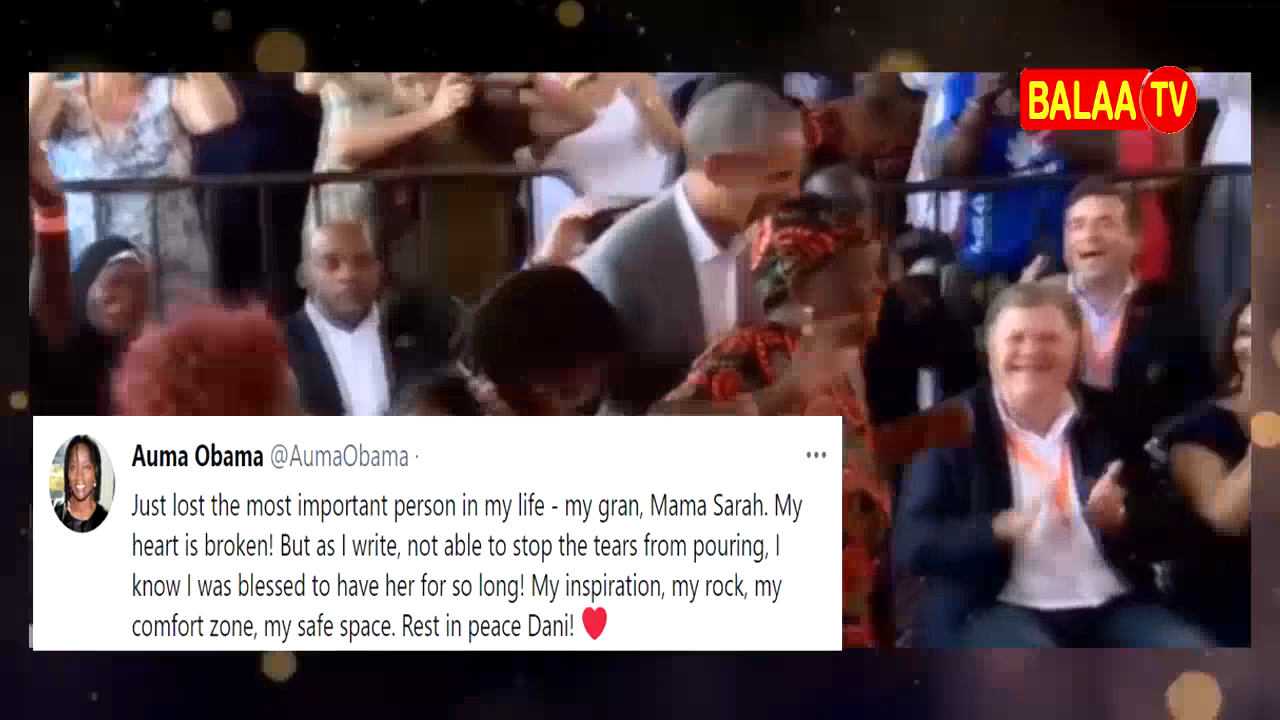 BALAA TV
Auma Obama @AumaObama ·
Just lost the most important person in my life - my gran, Mama Sarah. My
heart is broken! But as I write, not able to stop the tears from pouring, I
know I was blessed to have her for so long! My inspiration, my rock, my
comfort zone, my safe space. Rest in peace Dani! ❤